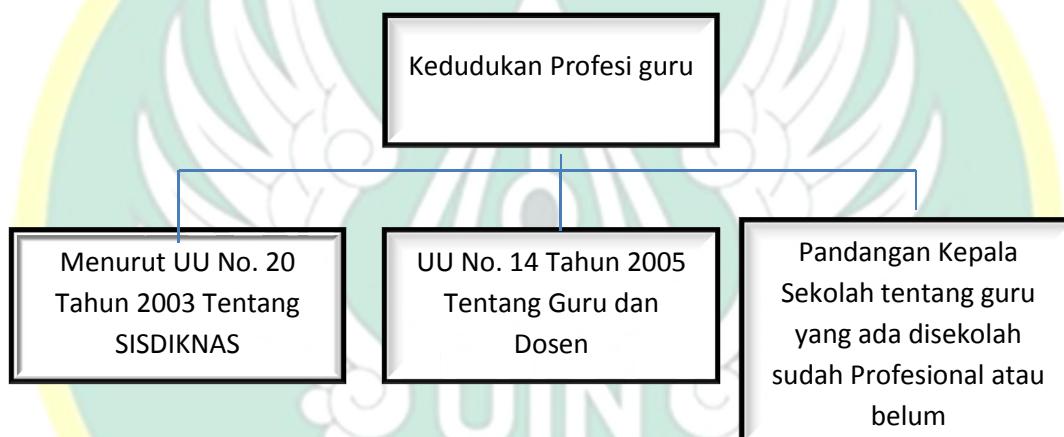 Kedudukan Profesi guru
Menurut UU No. 20
Tahun 2003 Tentang
SISDIKNAS
UU No. 14 Tahun 2005
Tentang Guru dan
Dosen
Pandangan Kepala
Sekolah tentang guru
yang ada disekolah
sudah Profesional atau
belum
UIN